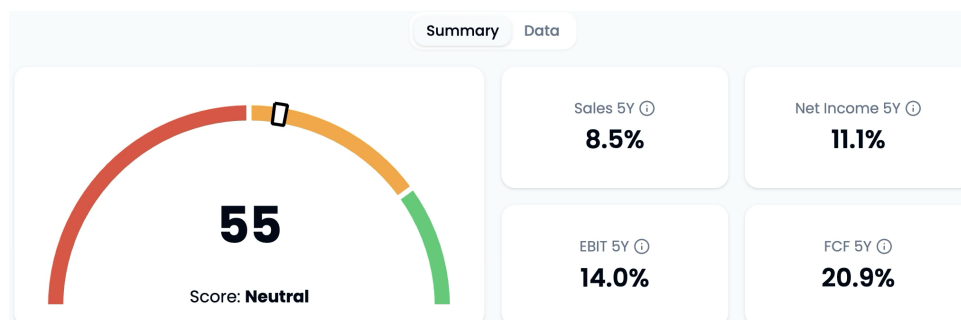 Summary Data
55
Score: Neutral
Sales 5Y
8.5%
Net Income 5Y
11.1%
EBIT 5Y
14.0%
FCF 5Y
20.9%